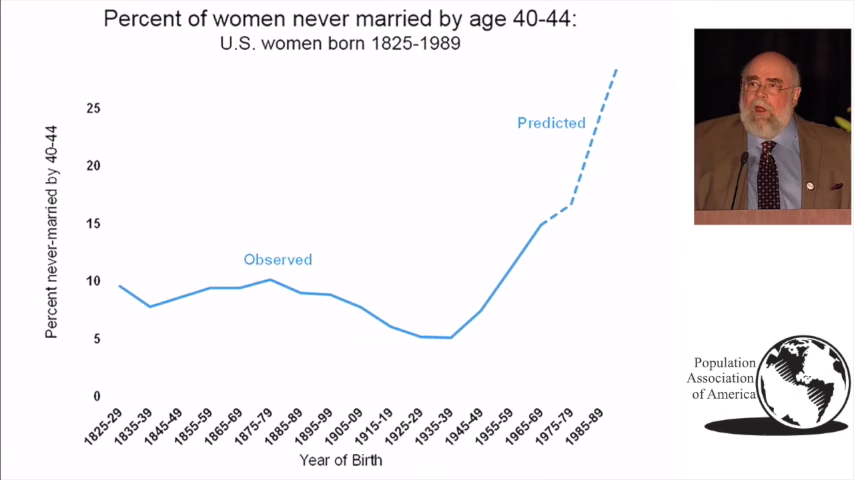 Percent of women never married by age 40-44:
U.S. women born 1825-1989
Percent never-married by 40-44
25
20
15
10
5
0
Predicted
Observed
1825-29
1835-39
1845-49
1855-59
1865-69
1875-79
1885-89
1895-99
1905-09
1915-19
1925-29
1935-39
1945-49
1955-59
1965-69
1975-79
1985-89
Year of Birth
Population
Association
of America